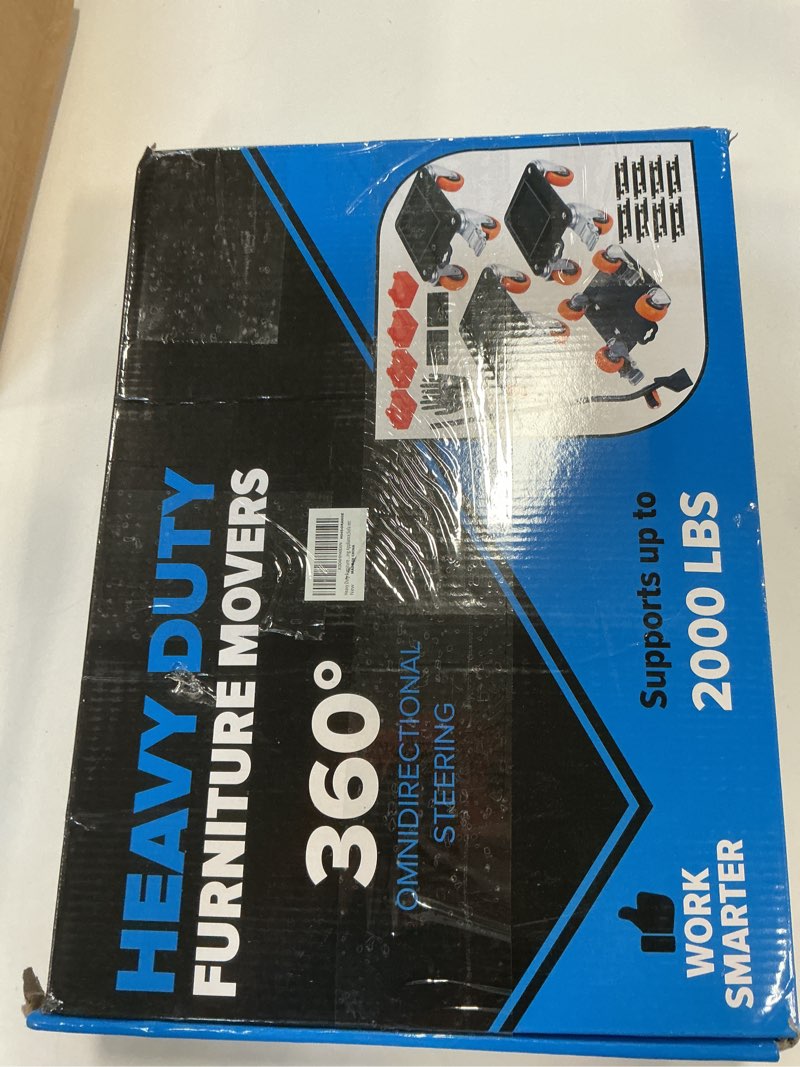 HEAVY DUTY
FURNITURE MOVERS
360°
OMNIDIRECTIONAL
STEERING
Supports up to
2000 LBS
WORK
SMARTER